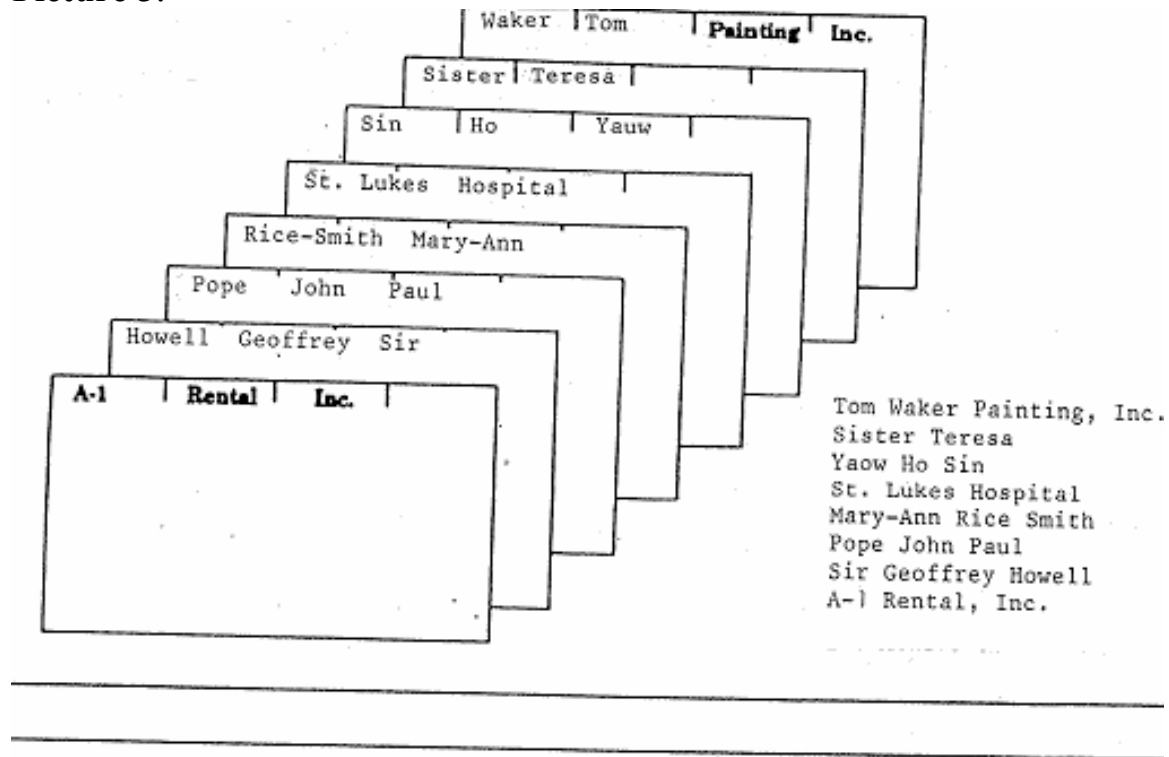 Waker Tom Painting Inc.
Sister Teresa
Sin Ho Yauw
St. Lukes Hospital
Rice-Smith Mary-Ann
Pope John Paul
Howell Geoffrey Sir
A-1 Rental Inc.
Tom Waker Painting, Inc.
Sister Teresa
Yaow Ho Sin
St. Lukes Hospital
Mary-Ann Rice Smith
Pope John Paul
Sir Geoffrey Howell
A-1 Rental, Inc.